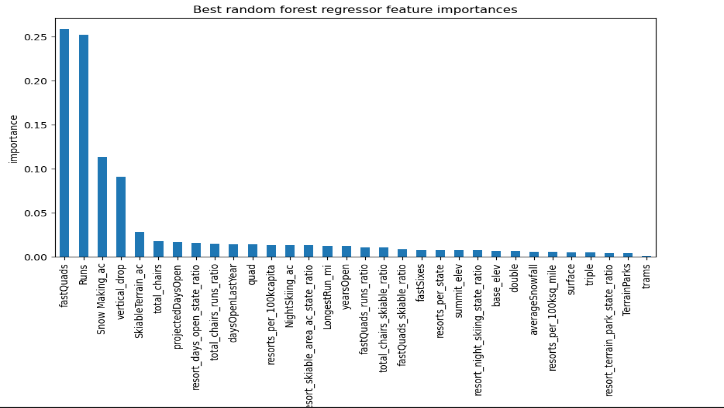 Best random forest regressor feature importances
importance
0.25
0.20
0.15
0.10
0.05
0.00
fastQuads
Runs
Snow Making_ac
vertical_drop
SkiableTerrain_ac
total_chairs
projectedDaysOpen
resort_days_open_state_ratio
total_chairs_runs_ratio
daysOpenLastYear
quad
resorts_per_100kcapita
NightSkiing_ac
esort_skiable_area_ac_state_ratio
LongestRun_mi
yearsOpen
fastQuads_runs_ratio
total_chairs_skiable_ratio
fastQuads_skiable_ratio
fastSixes
resorts_per_state
summit_elev
resort_night_skiing_state_ratio
base_elev
double
averageSnowfall
resorts_per_100ksq_mile
surface
triple
resort_terrain_park_state_ratio
TerrainParks
trams